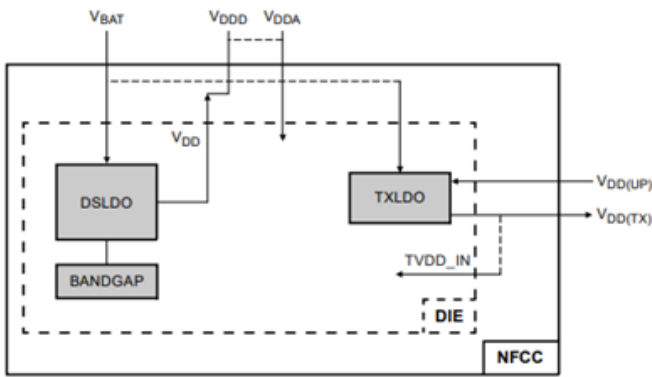 VBAT
VDDD
VDDA
VDD
DSLDO
TXLDO
VDD(UP)
VDD(TX)
TVDD_IN
BANDGAP
DIE
NFCC